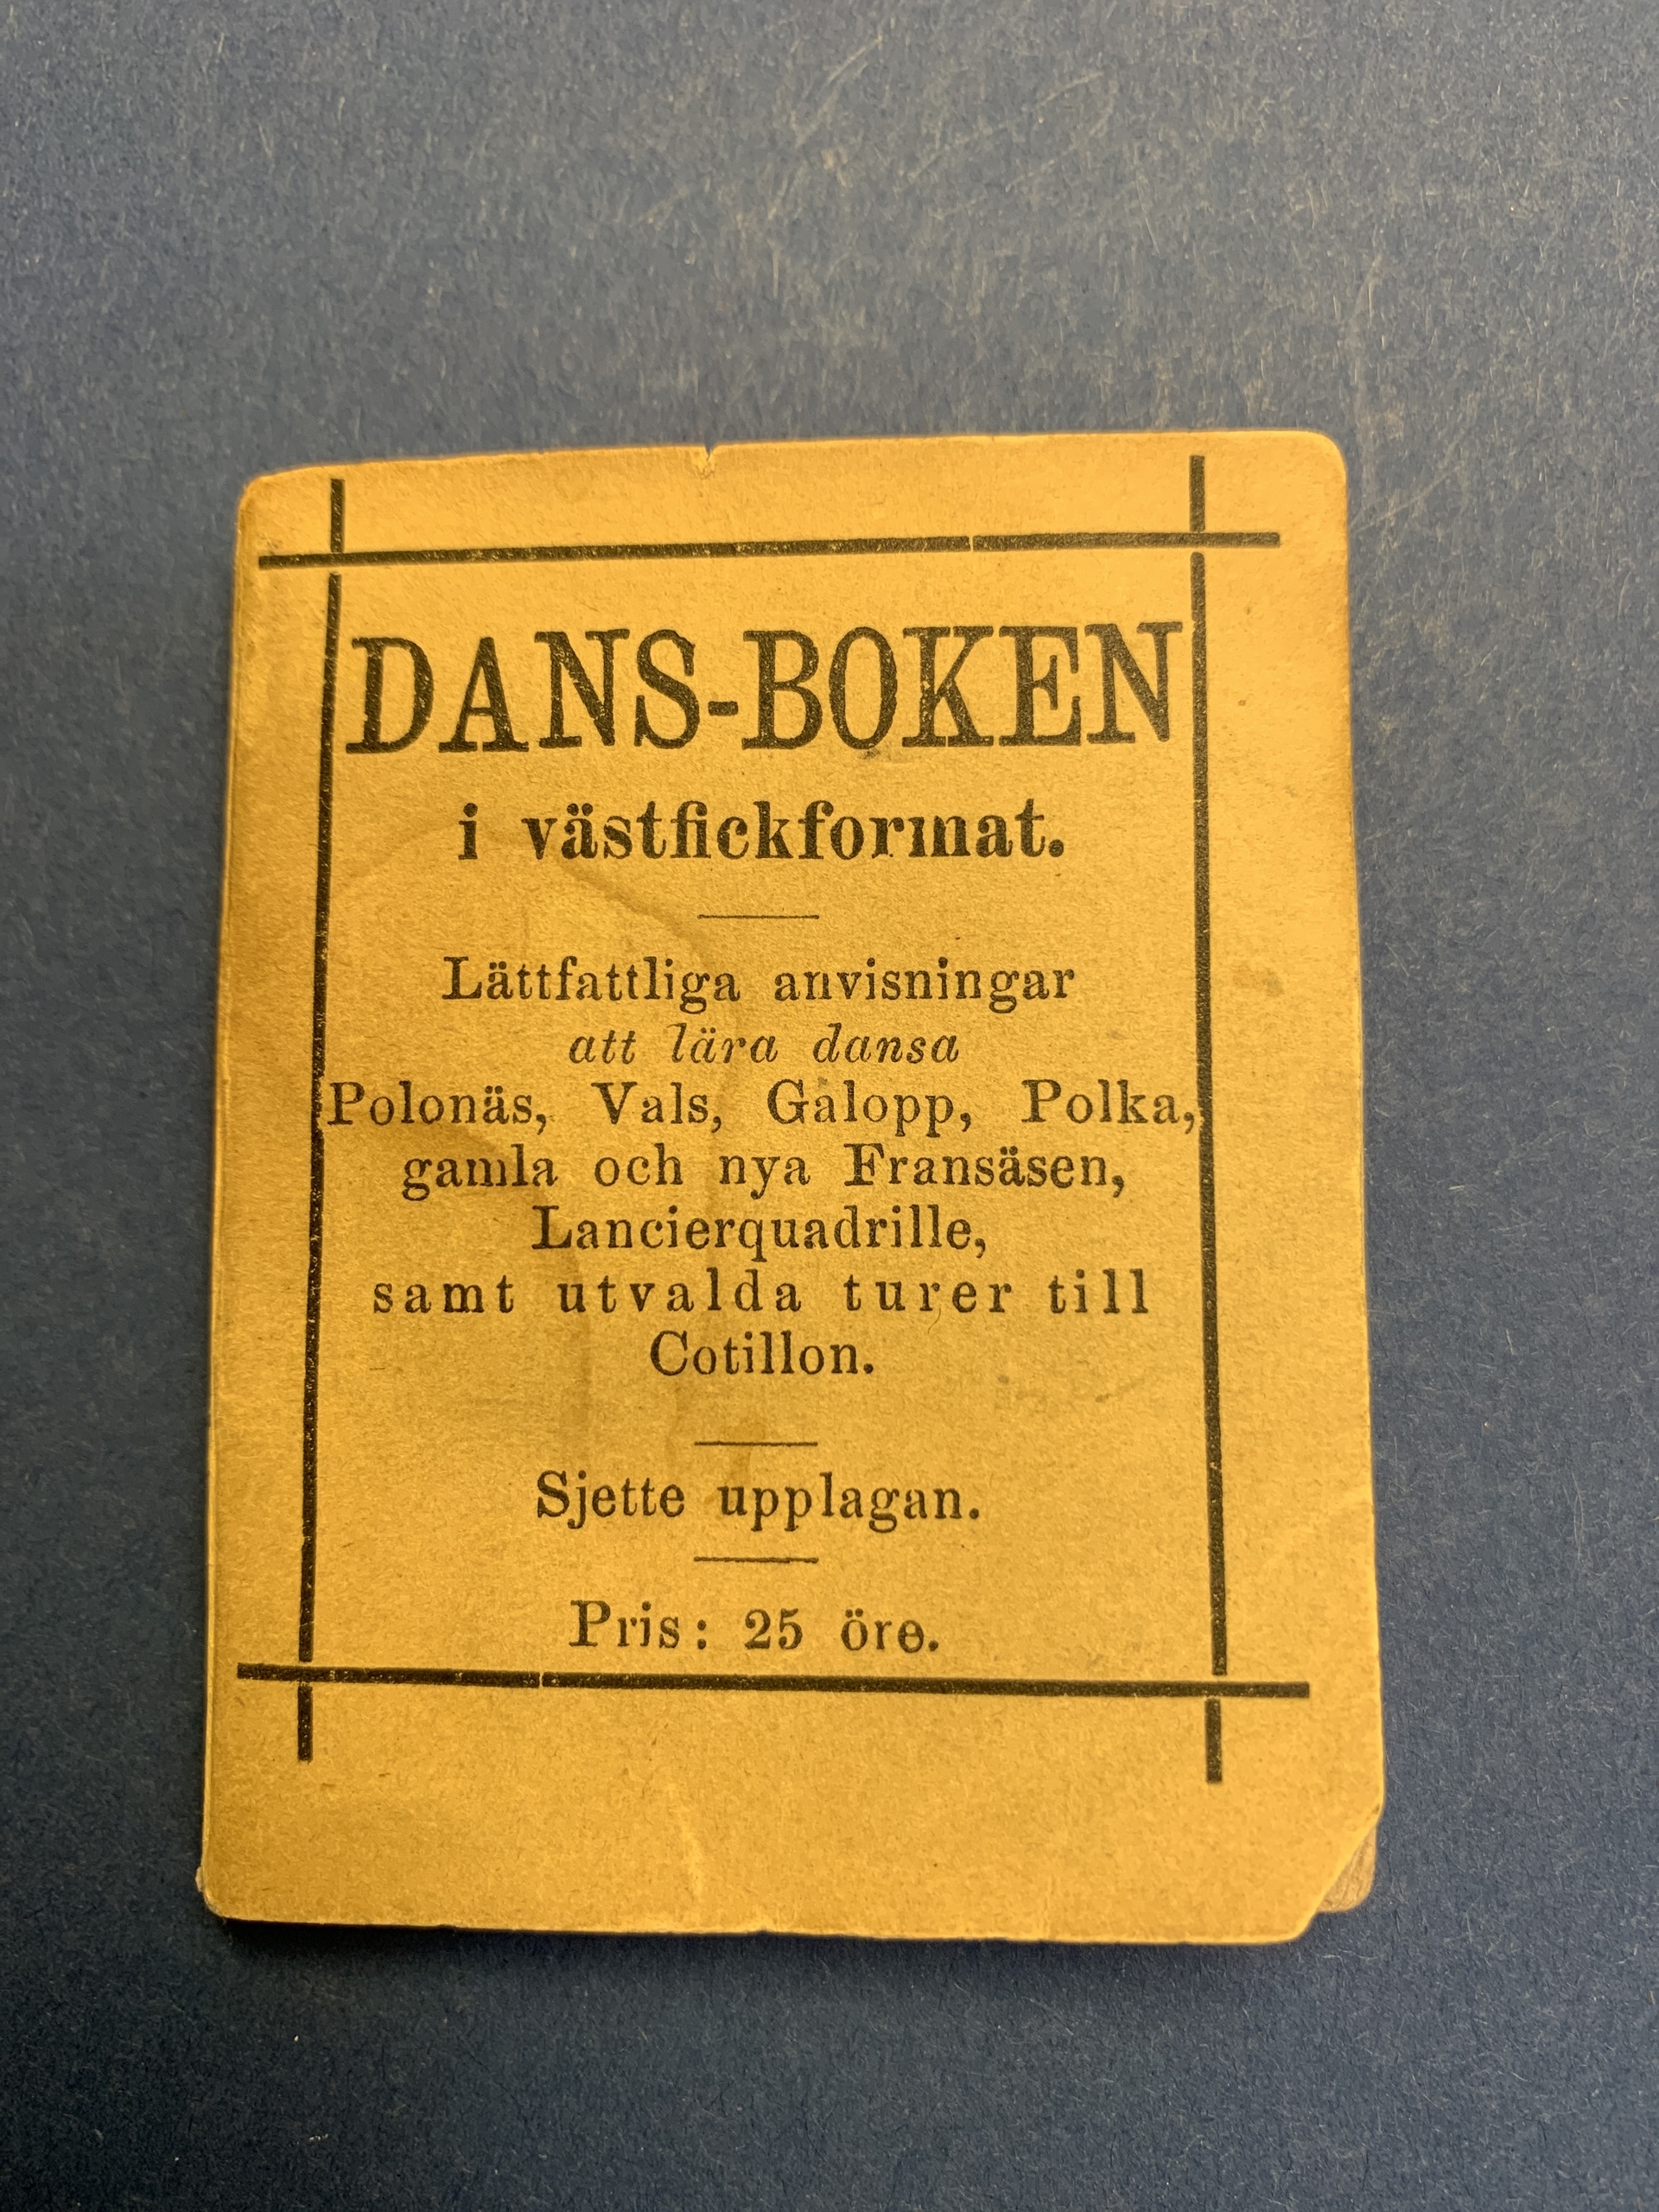 DANS-BOKEN
i västfickformat.
Lättfattliga anvisningar
att lära dansa
Polonäs, Vals, Galopp, Polka,
gamla och nya Fransäsen,
Lancierquadrille,
samt utvalda turer till
Cotillon.
Sjette upplagan.
Pris: 25 öre.